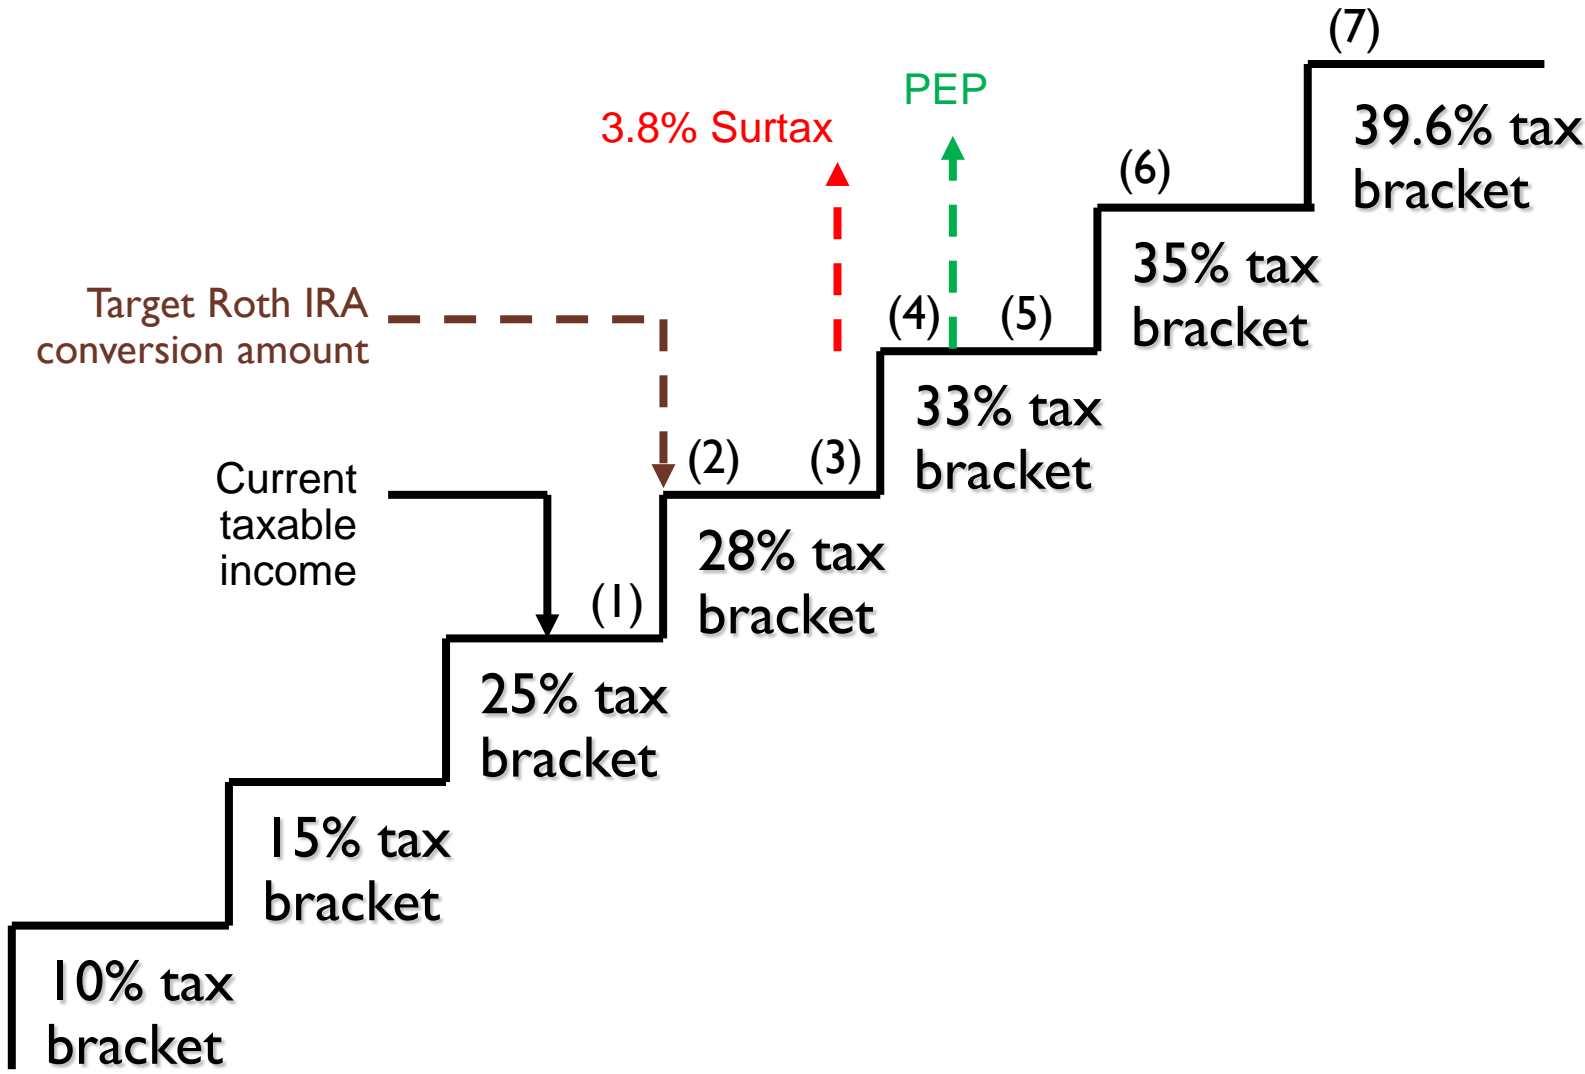 (7)
PEP
3.8% Surtax
39.6% tax
bracket
(6)
35% tax
bracket
Target Roth IRA
conversion amount
(4)
(5)
33% tax
bracket
(2)
(3)
Current
taxable
income
28% tax
bracket
(1)
25% tax
bracket
15% tax
bracket
10% tax
bracket